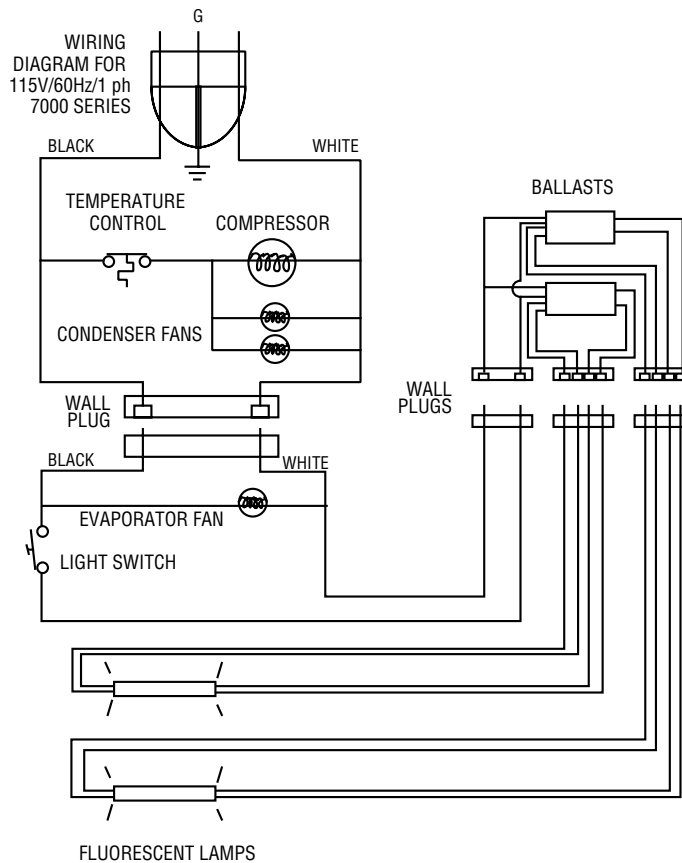 G
WIRING
DIAGRAM FOR
115V/60Hz/1 ph
7000 SERIES
BLACK
WHITE
TEMPERATURE
CONTROL
COMPRESSOR
BALLASTS
CONDENSER FANS
WALL
PLUG
WALL
PLUGS
BLACK
WHITE
EVAPORATOR FAN
LIGHT SWITCH
FLUORESCENT LAMPS